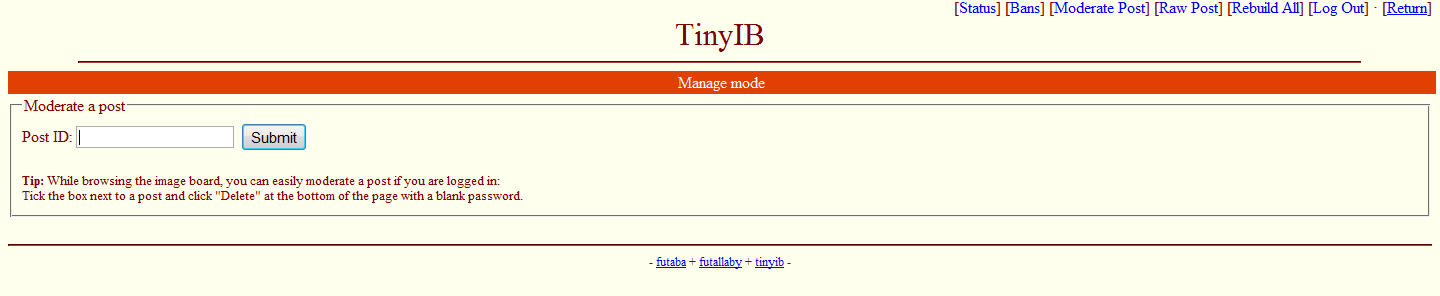 [Status] [Bans] [Moderate Post] [Raw Post] [Rebuild All] [Log Out] · [Return]
TinyIB
Manage mode
Moderate a post
Post ID: Submit
Tip: While browsing the image board, you can easily moderate a post if you are logged in:
Tick the box next to a post and click "Delete" at the bottom of the page with a blank password.
- futaba + futallaby + tinyib -